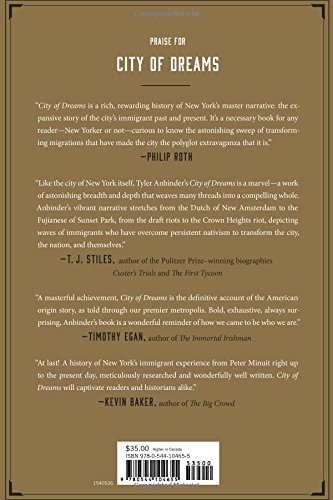 PRAISE FOR
CITY OF DREAMS
“City of Dreams is a rich, rewarding history of New York’s master narrative: the ex-
pansive story of the city’s immigrant past and present. It’s a necessary book for any
reader—New Yorker or not—curious to know the astonishing sweep of transform-
ing migrations that have made the city the polyglot extravaganza that it is.”
—PHILIP ROTH
“Like the city of New York itself, Tyler Anbinder’s City of Dreams is a marvel—a work
of astonishing breadth and depth that weaves many threads into a compelling whole.
Anbinder’s vibrant narrative stretches from the Dutch of New Amsterdam to the
Fujianese of Sunset Park, from the draft riots to the Crown Heights riot, depicting
waves of immigrants who have overcome persistent nativism to transform the city,
the nation, and themselves.”
—T. J. STILES, author of the Pulitzer Prize–winning biographies
Custer’s Trials and The First Tycoon
“A masterful achievement, City of Dreams is the definitive account of the American
origin story, as told through our premier metropolis. Bold, exhaustive, always surpris-
ing, Anbinder’s book is a wonderful reminder of how we came to be who we are.”
—TIMOTHY EGAN, author of The Immortal Irishman
“At last! A history of New York’s immigrant experience from Peter Minuit right up
to the present day, meticulously researched and wonderfully well written. City of
Dreams will captivate readers and historians alike.”
—KEVIN BAKER, author of The Big Crowd
$35.00 Higher in Canada
ISBN 978-0-544-10465-5
53500
9 780544 104655
1540526